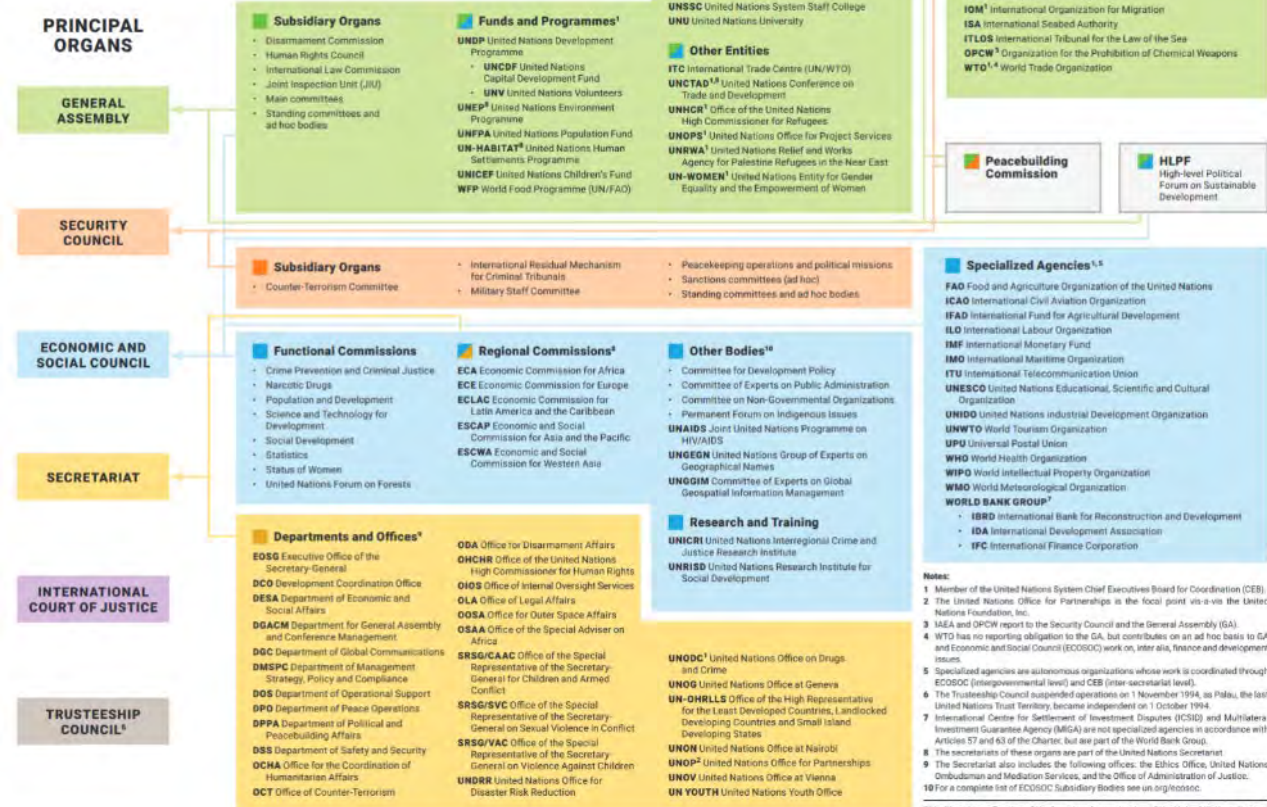 PRINCIPAL
ORGANS
GENERAL
ASSEMBLY
SECURITY
COUNCIL
ECONOMIC AND
SOCIAL COUNCIL
SECRETARIAT
INTERNATIONAL
COURT OF JUSTICE
TRUSTEESHIP
COUNCIL⁶
Subsidiary Organs
• Disarmament Commission
• Human Rights Council
• International Law Commission
• Joint Inspection Unit (JIU)
• Main committees
• Standing committees and
ad hoc bodies
Funds and Programmes¹
UNDP United Nations Development
Programme
• UNCDF United Nations
Capital Development Fund
• UNV United Nations Volunteers
UNEP⁸ United Nations Environment
Programme
UNFPA United Nations Population Fund
UN-HABITAT⁸ United Nations Human
Settlements Programme
UNICEF United Nations Children's Fund
WFP World Food Programme (UN/FAO)
UNSSC United Nations System Staff College
UNU United Nations University
Other Entities
ITC International Trade Centre (UN/WTO)
UNCTAD¹,⁸ United Nations Conference on
Trade and Development
UNHCR¹ Office of the United Nations
High Commissioner for Refugees
UNOPS¹ United Nations Office for Project Services
UNRWA¹ United Nations Relief and Works
Agency for Palestine Refugees in the Near East
UN-WOMEN¹ United Nations Entity for Gender
Equality and the Empowerment of Women
IOM¹ International Organization for Migration
ISA International Seabed Authority
ITLOS International Tribunal for the Law of the Sea
OPCW³ Organization for the Prohibition of Chemical Weapons
WTO¹,⁴ World Trade Organization
Peacebuilding
Commission
HLPF
High-level Political
Forum on Sustainable
Development
Subsidiary Organs
• Counter-Terrorism Committee
• International Residual Mechanism
for Criminal Tribunals
• Military Staff Committee
• Peacekeeping operations and political missions
• Sanctions committees (ad hoc)
• Standing committees and ad hoc bodies
Functional Commissions
• Crime Prevention and Criminal Justice
• Narcotic Drugs
• Population and Development
• Science and Technology for
Development
• Social Development
• Statistics
• Status of Women
• United Nations Forum on Forests
Regional Commissions⁸
ECA Economic Commission for Africa
ECE Economic Commission for Europe
ECLAC Economic Commission for
Latin America and the Caribbean
ESCAP Economic and Social
Commission for Asia and the Pacific
ESCWA Economic and Social
Commission for Western Asia
Other Bodies¹⁰
• Committee for Development Policy
• Committee of Experts on Public Administration
• Committee on Non-Governmental Organizations
• Permanent Forum on Indigenous Issues
UNAIDS Joint United Nations Programme on
HIV/AIDS
UNGEGN United Nations Group of Experts on
Geographical Names
UNGGIM Committee of Experts on Global
Geospatial Information Management
Research and Training
UNICRI United Nations Interregional Crime and
Justice Research Institute
UNRISD United Nations Research Institute for
Social Development
Specialized Agencies¹,⁵
FAO Food and Agriculture Organization of the United Nations
ICAO International Civil Aviation Organization
IFAD International Fund for Agricultural Development
ILO International Labour Organization
IMF International Monetary Fund
IMO International Maritime Organization
ITU International Telecommunication Union
UNESCO United Nations Educational, Scientific and Cultural
Organization
UNIDO United Nations Industrial Development Organization
UNWTO World Tourism Organization
UPU Universal Postal Union
WHO World Health Organization
WIPO World Intellectual Property Organization
WMO World Meteorological Organization
WORLD BANK GROUP⁷
• IBRD International Bank for Reconstruction and Development
• IDA International Development Association
• IFC International Finance Corporation
Departments and Offices⁹
EOSG Executive Office of the
Secretary-General
DCO Development Coordination Office
DESA Department of Economic and
Social Affairs
DGACM Department for General Assembly
and Conference Management
DGC Department of Global Communications
DMSPC Department of Management
Strategy, Policy and Compliance
DOS Department of Operational Support
DPO Department of Peace Operations
DPPA Department of Political and
Peacebuilding Affairs
DSS Department of Safety and Security
OCHA Office for the Coordination of
Humanitarian Affairs
OCT Office of Counter-Terrorism
ODA Office for Disarmament Affairs
OHCHR Office of the United Nations
High Commissioner for Human Rights
OIOS Office of Internal Oversight Services
OLA Office of Legal Affairs
OOSA Office for Outer Space Affairs
OSAA Office of the Special Adviser on
Africa
SRSG/CAAC Office of the Special
Representative of the Secretary-
General for Children and Armed
Conflict
SRSG/SVC Office of the Special
Representative of the Secretary-
General on Sexual Violence in Conflict
SRSG/VAC Office of the Special
Representative of the Secretary-
General on Violence Against Children
UNDRR United Nations Office for
Disaster Risk Reduction
UNODC¹ United Nations Office on Drugs
and Crime
UNOG United Nations Office at Geneva
UN-OHRLLS Office of the High Representative
for the Least Developed Countries, Landlocked
Developing Countries and Small Island
Developing States
UNON United Nations Office at Nairobi
UNOP² United Nations Office for Partnerships
UNOV United Nations Office at Vienna
UN YOUTH United Nations Youth Office
Notes:
1 Member of the United Nations System Chief Executives Board for Coordination (CEB).
2 The United Nations Office for Partnerships is the focal point vis-a-vis the United
Nations Foundation, Inc.
3 IAEA and OPCW report to the Security Council and the General Assembly (GA).
4 WTO has no reporting obligation to the GA, but contributes on an ad hoc basis to GA
and Economic and Social Council (ECOSOC) work on, inter alia, finance and development
issues.
5 Specialized agencies are autonomous organizations whose work is coordinated through
ECOSOC (intergovernmental level) and CEB (inter-secretariat level).
6 The Trusteeship Council suspended operations on 1 November 1994, as Palau, the last
United Nations Trust Territory, became independent on 1 October 1994.
7 International Centre for Settlement of Investment Disputes (ICSID) and Multilateral
Investment Guarantee Agency (MIGA) are not specialized agencies in accordance with
Articles 57 and 63 of the Charter, but are part of the World Bank Group.
8 The secretariats of these organs are part of the United Nations Secretariat.
9 The Secretariat also includes the following offices: the Ethics Office, United Nations
Ombudsman and Mediation Services, and the Office of Administration of Justice.
10 For a complete list of ECOSOC Subsidiary Bodies see un.org/ecosoc.